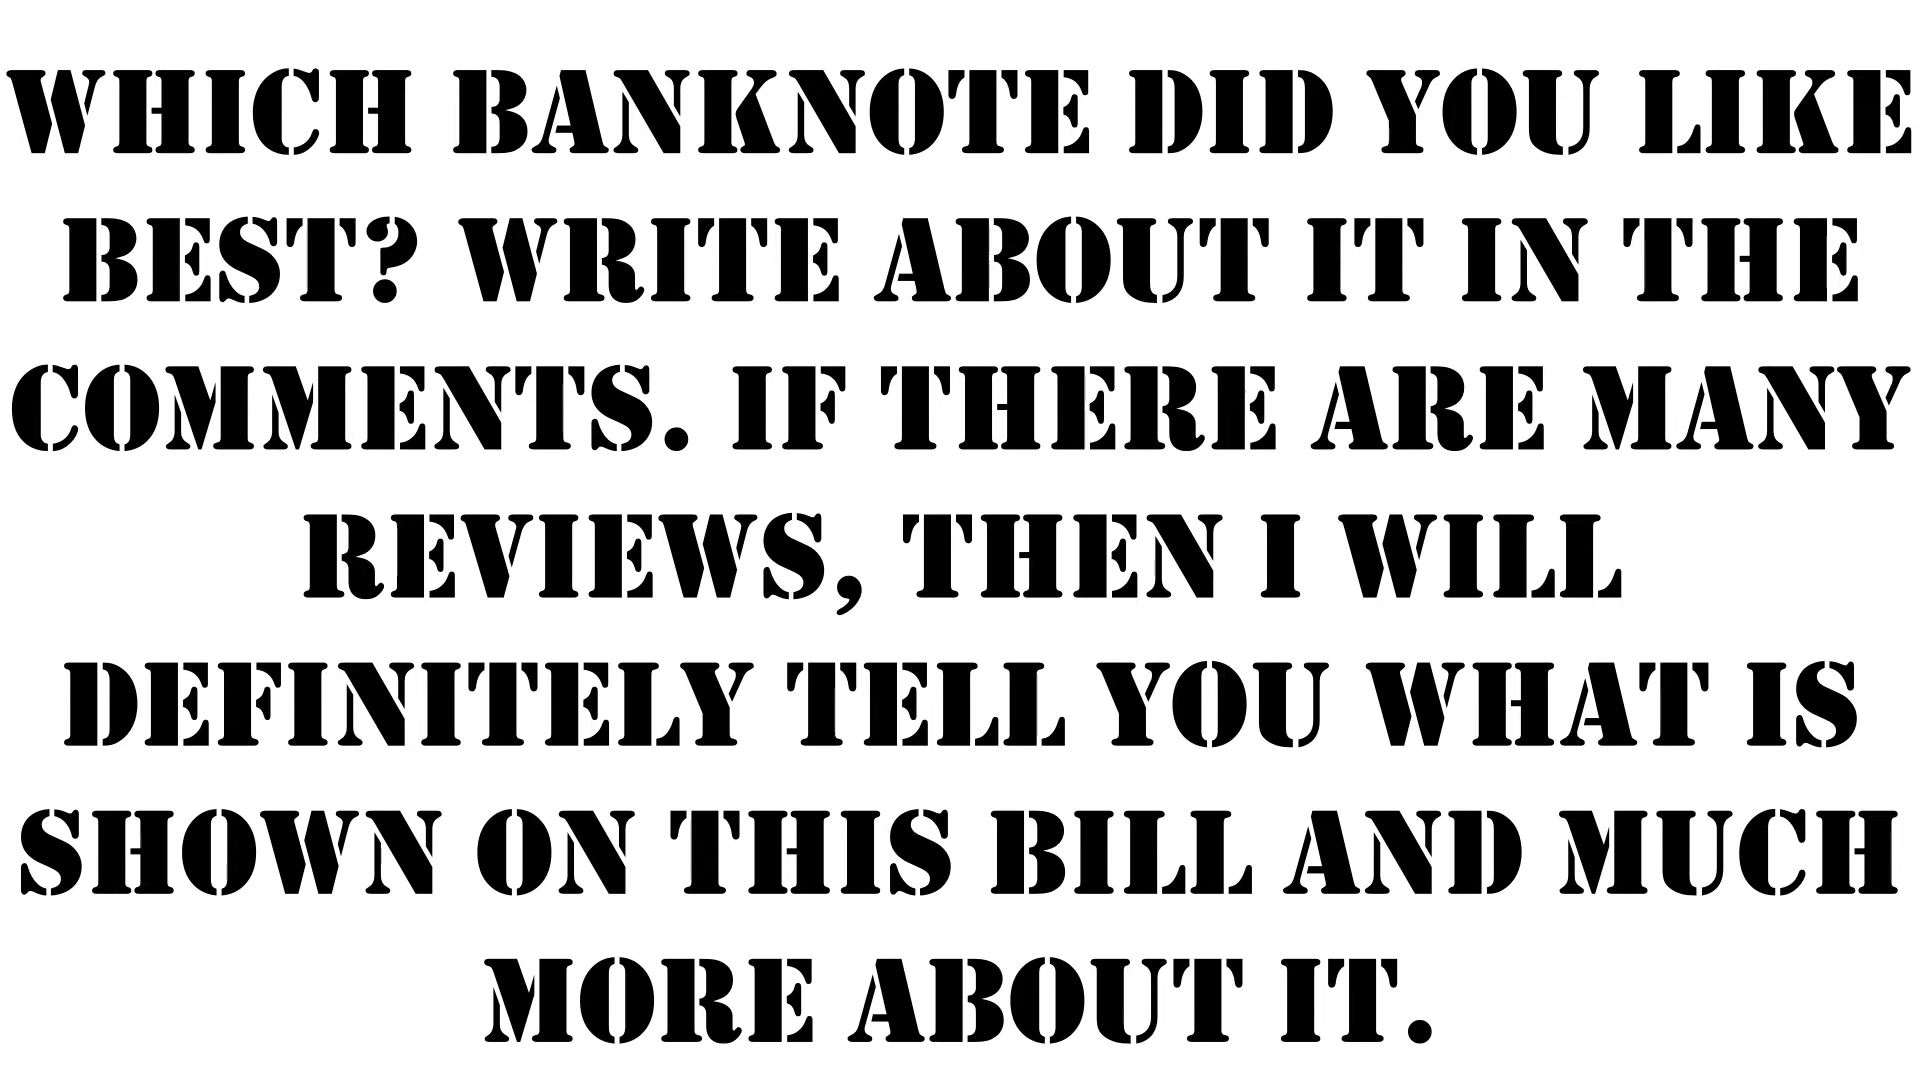 WHICH BANKNOTE DID YOU LIKE
BEST? WRITE ABOUT IT IN THE
COMMENTS. IF THERE ARE MANY
REVIEWS, THEN I WILL
DEFINITELY TELL YOU WHAT IS
SHOWN ON THIS BILL AND MUCH
MORE ABOUT IT.